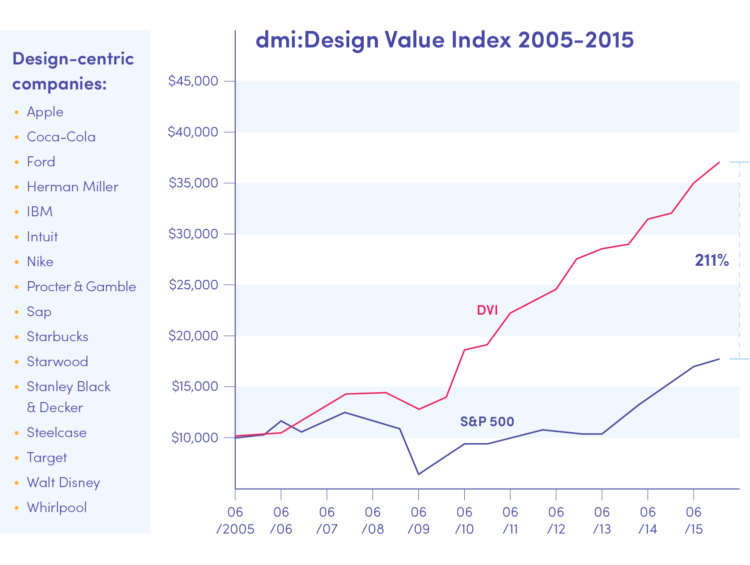 dmi:Design Value Index 2005-2015
Design-centric
companies:
Apple
Coca-Cola
Ford
Herman Miller
IBM
Intuit
Nike
Procter & Gamble
Sap
Starbucks
Starwood
Stanley Black
& Decker
Steelcase
Target
Walt Disney
Whirlpool
$45,000
$40,000
$35,000
$30,000
$25,000
$20,000
$15,000
$10,000
211%
DVI
S&P 500
06 06 06 06 06 06 06 06 06 06 06
/2005 /06 /07 /08 /09 /10 /11 /12 /13 /14 /15